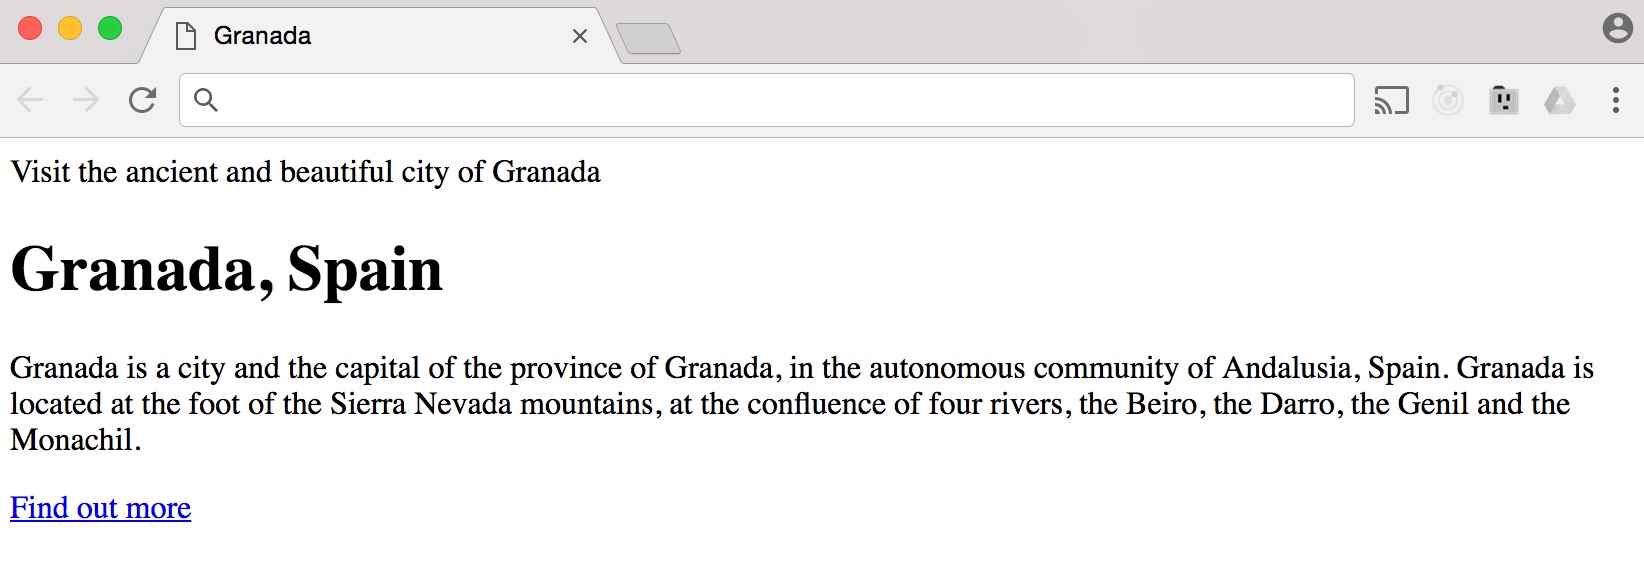 Granada
Visit the ancient and beautiful city of Granada
Granada, Spain
Granada is a city and the capital of the province of Granada, in the autonomous community of Andalusia, Spain. Granada is
located at the foot of the Sierra Nevada mountains, at the confluence of four rivers, the Beiro, the Darro, the Genil and the
Monachil.
Find out more